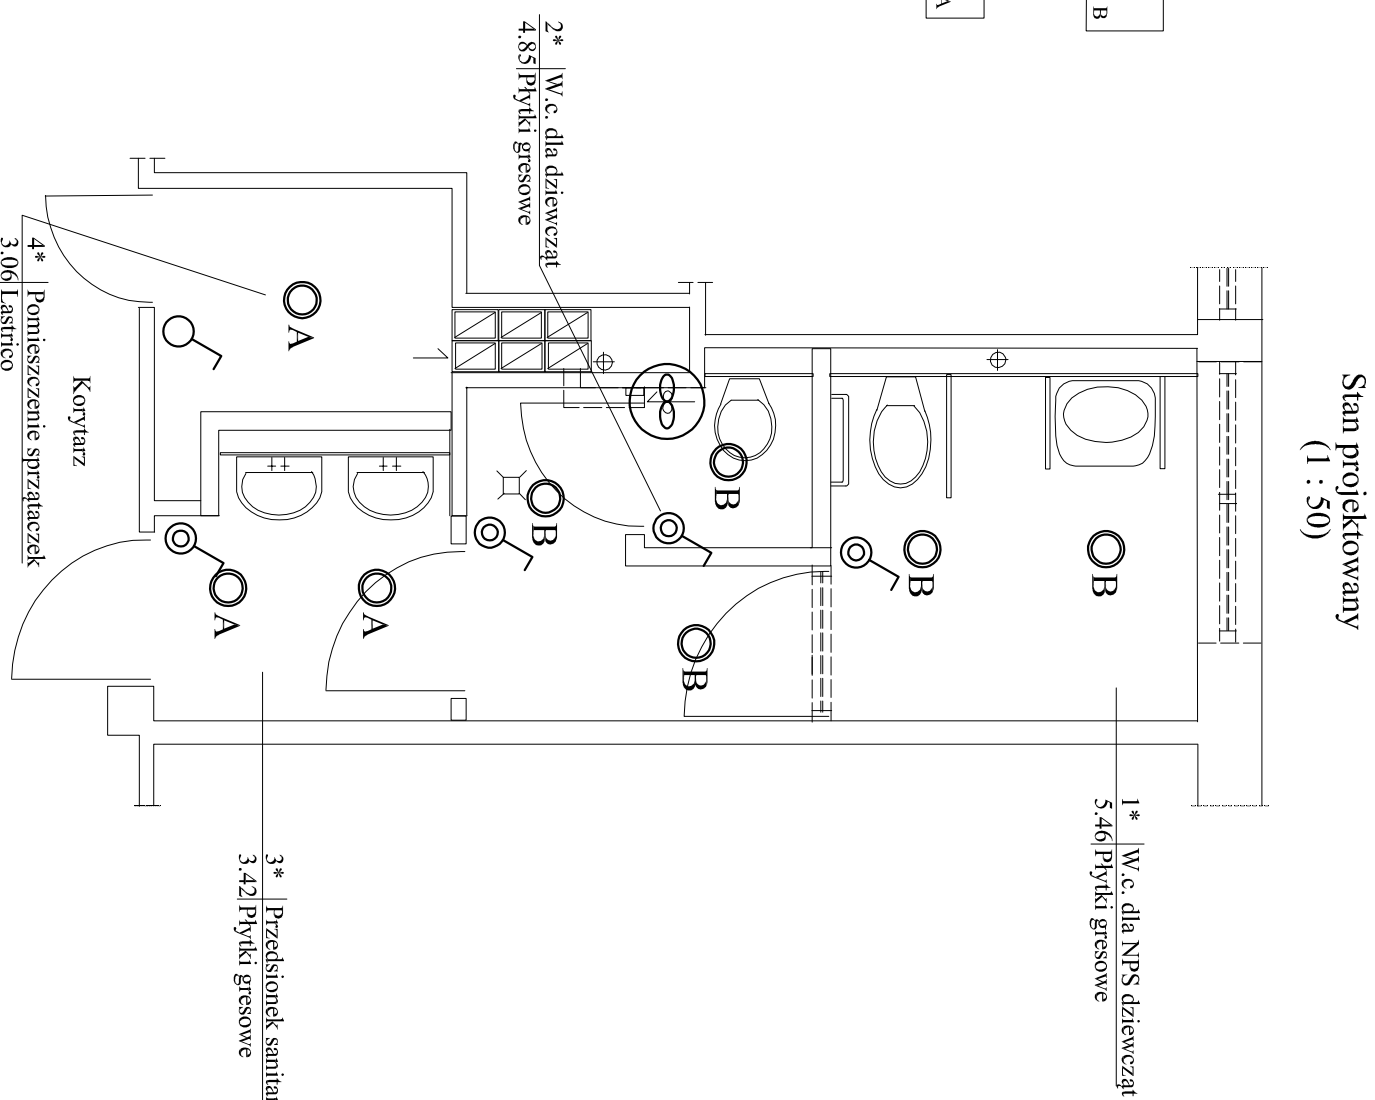 Stan projektowany
(1 : 50)
B
A
2* W.c. dla dziewcząt
4.85 Płytki gresowe
1* W.c. dla NPS dziewcząt
5.46 Płytki gresowe
3* Przedsionek
3.42 Płytki gresowe
4* Pomieszczenie sprzątaczek
3.06 Lastrico
Korytarz
B
B
B
B
B
A
A
A